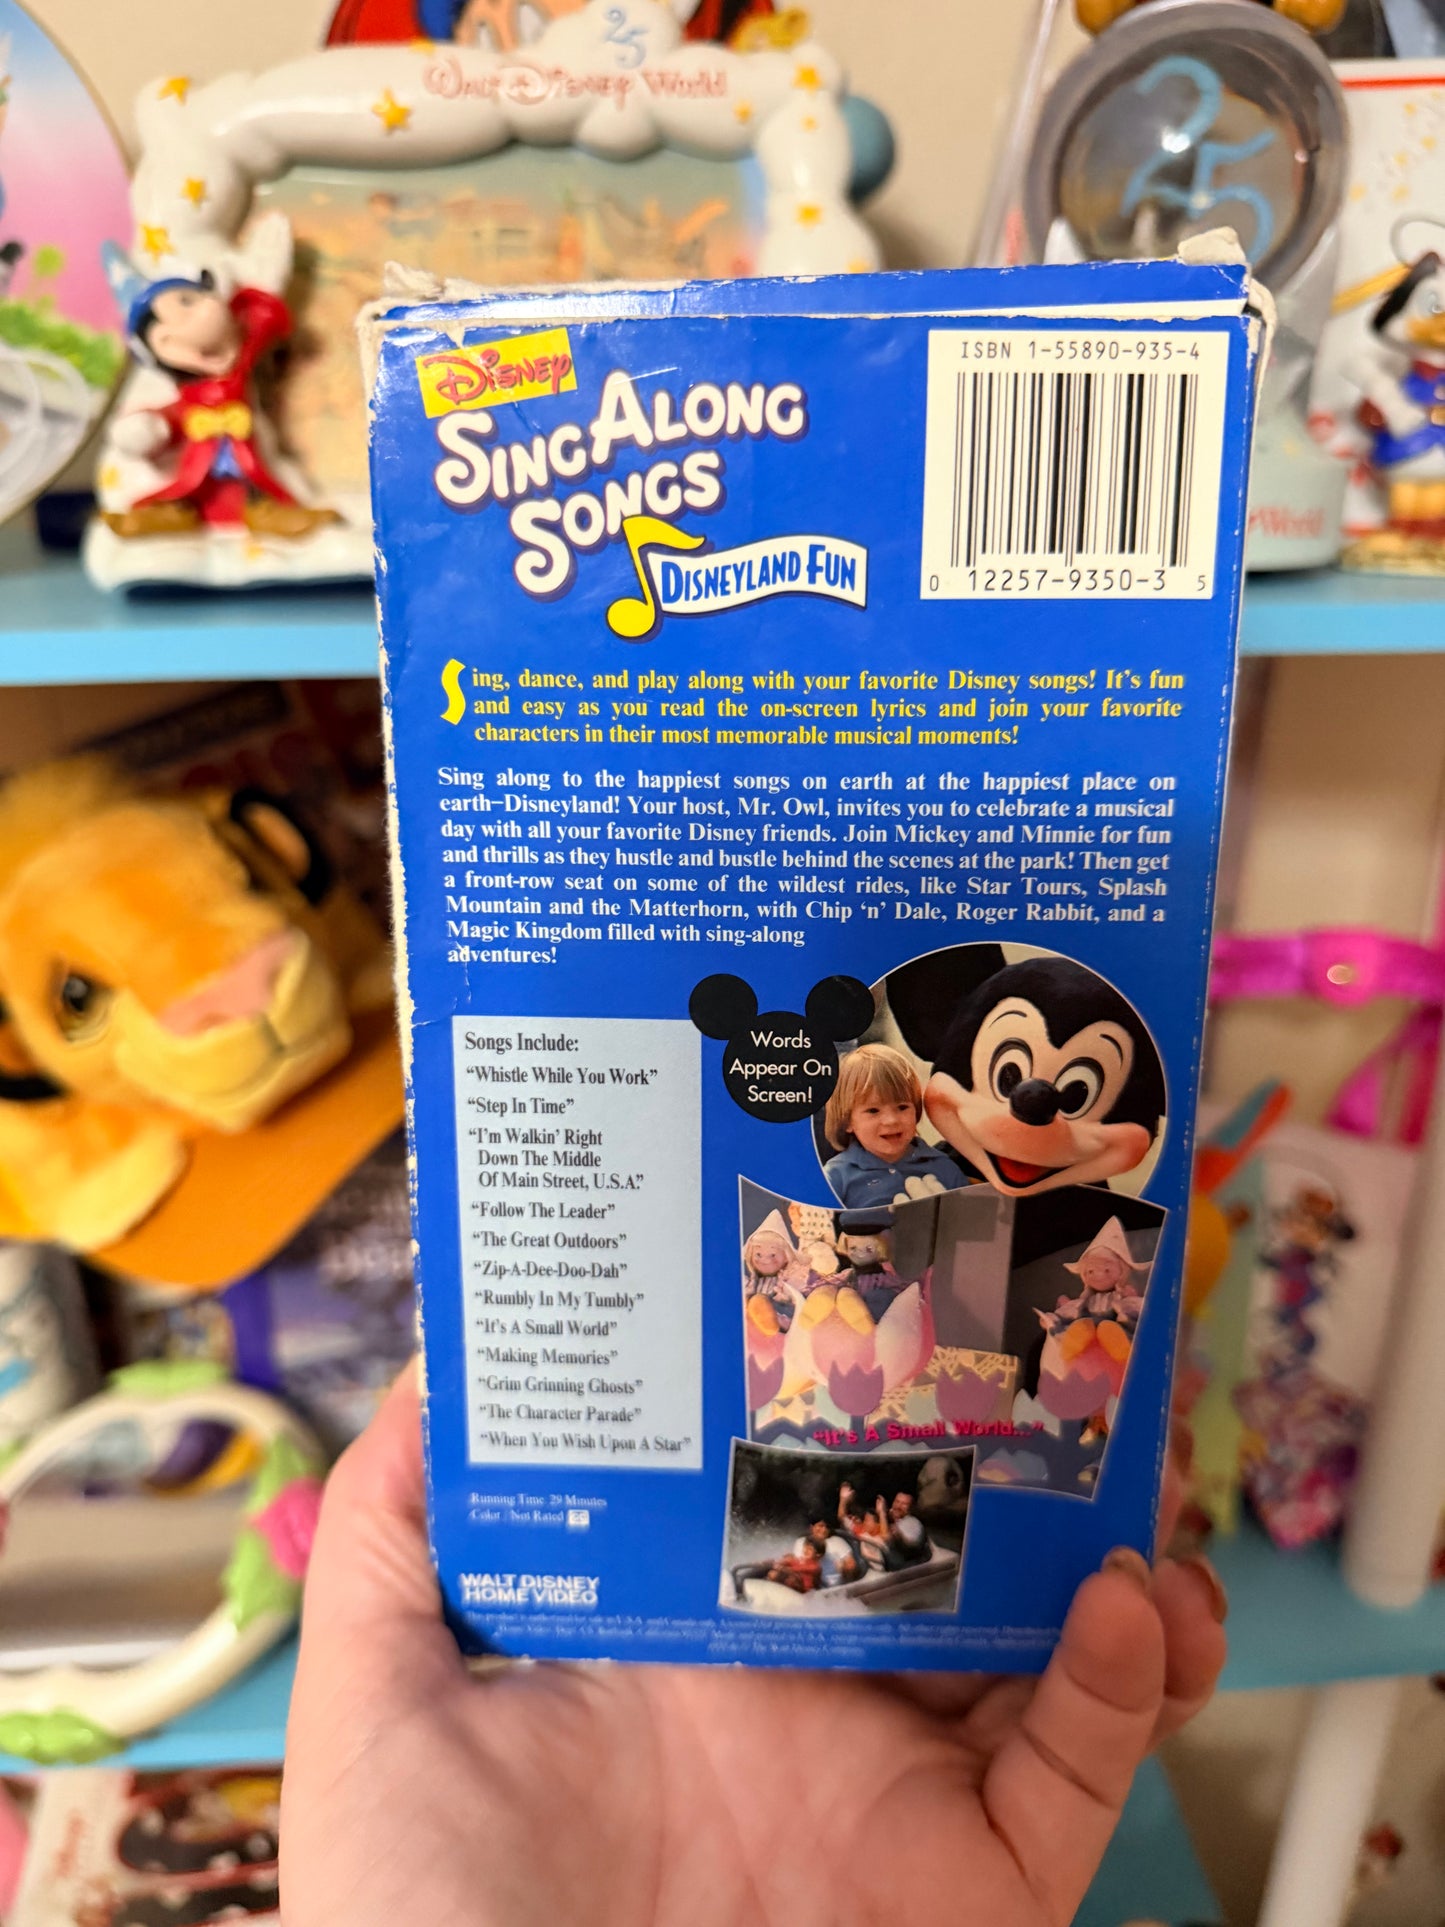 25
Walt Disney World
25
ISBN 1-55890-935-4
0 12257-9350-3 5
Disney
Sing Along
Songs
Disneyland Fun
Sing, dance, and play along with your favorite Disney songs! It's fun
and easy as you read the on-screen lyrics and join your favorite
characters in their most memorable musical moments!
Sing along to the happiest songs on earth at the happiest place on
earth–Disneyland! Your host, Mr. Owl, invites you to celebrate a musical
day with all your favorite Disney friends. Join Mickey and Minnie for fun
and thrills as they hustle and bustle behind the scenes at the park! Then get
a front-row seat on some of the wildest rides, like Star Tours, Splash
Mountain and the Matterhorn, with Chip 'n' Dale, Roger Rabbit, and a
Magic Kingdom filled with sing-along
adventures!
Words
Appear On
Screen!
Songs Include:
"Whistle While You Work"
"Step In Time"
"I'm Walkin' Right
Down The Middle
Of Main Street, U.S.A."
"Follow The Leader"
"The Great Outdoors"
"Zip-A-Dee-Doo-Dah"
"Rumbly In My Tumbly"
"It's A Small World"
"Making Memories"
"Grim Grinning Ghosts"
"The Character Parade"
"When You Wish Upon A Star"
"It's A Small World..."
Running Time: 29 Minutes
Color / Not Rated CC
WALT DISNEY
HOME VIDEO